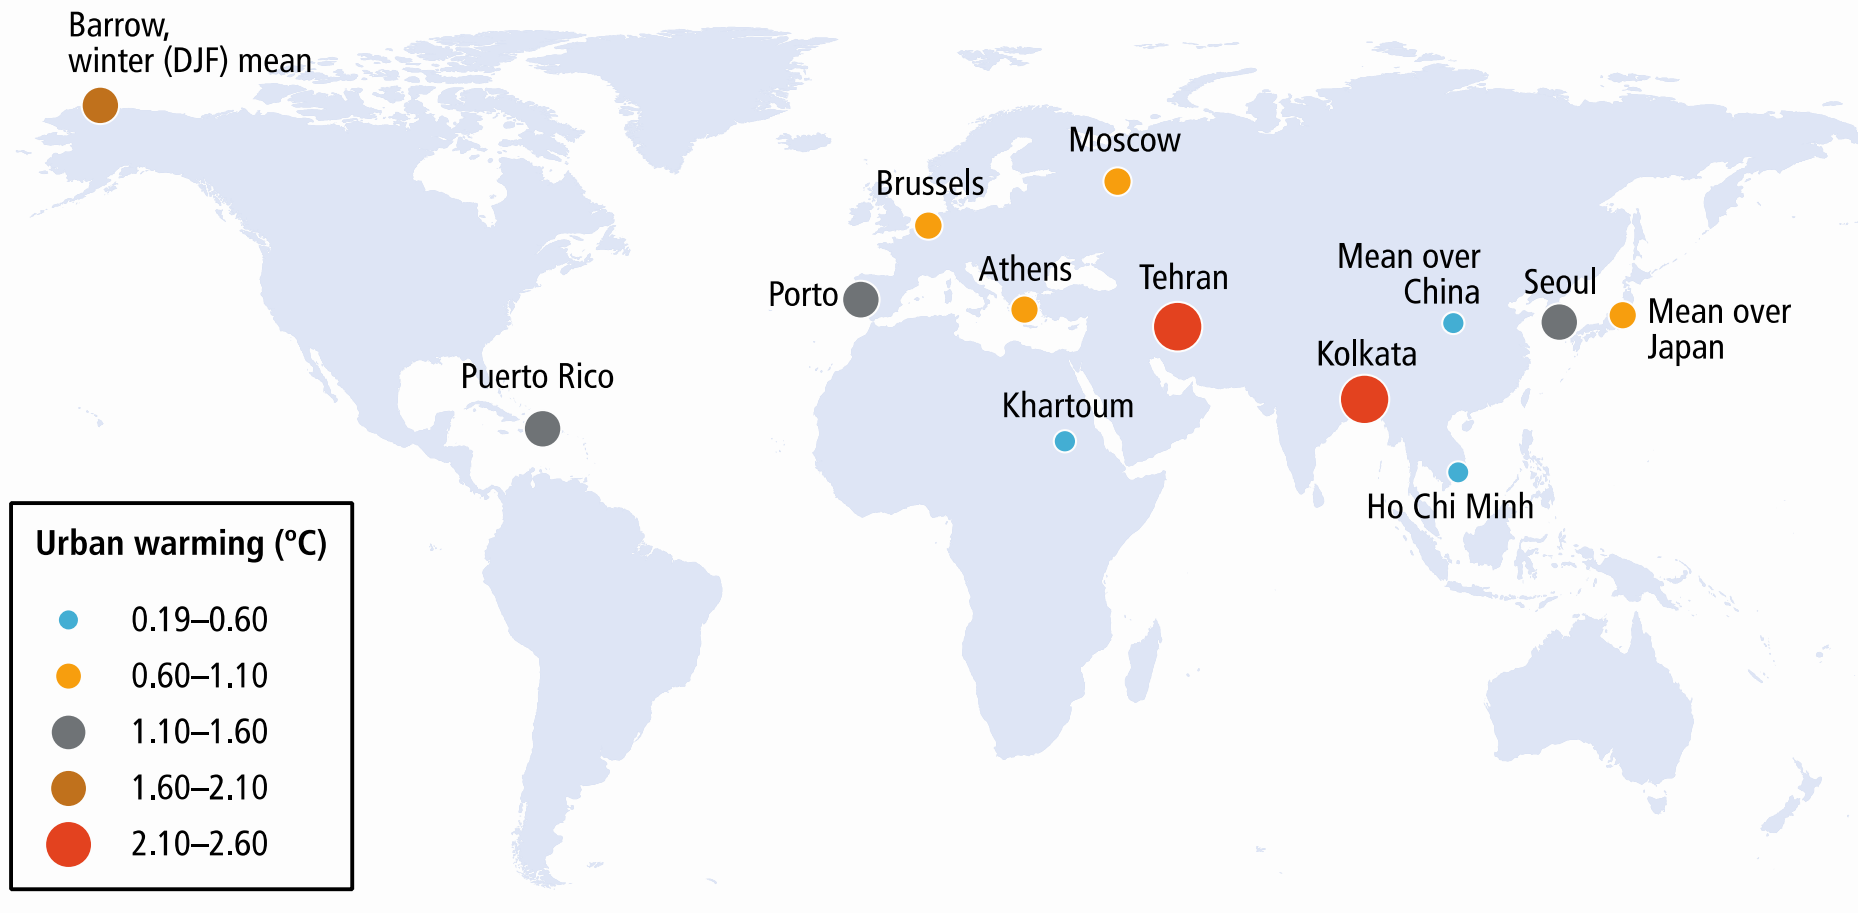 Barrow,
winter (DJF) mean
Moscow
Brussels
Mean over
China
Athens
Tehran
Seoul
Porto
Mean over
Japan
Kolkata
Puerto Rico
Khartoum
Ho Chi Minh
Urban warming (ºC)
0.19–0.60
0.60–1.10
1.10–1.60
1.60–2.10
2.10–2.60